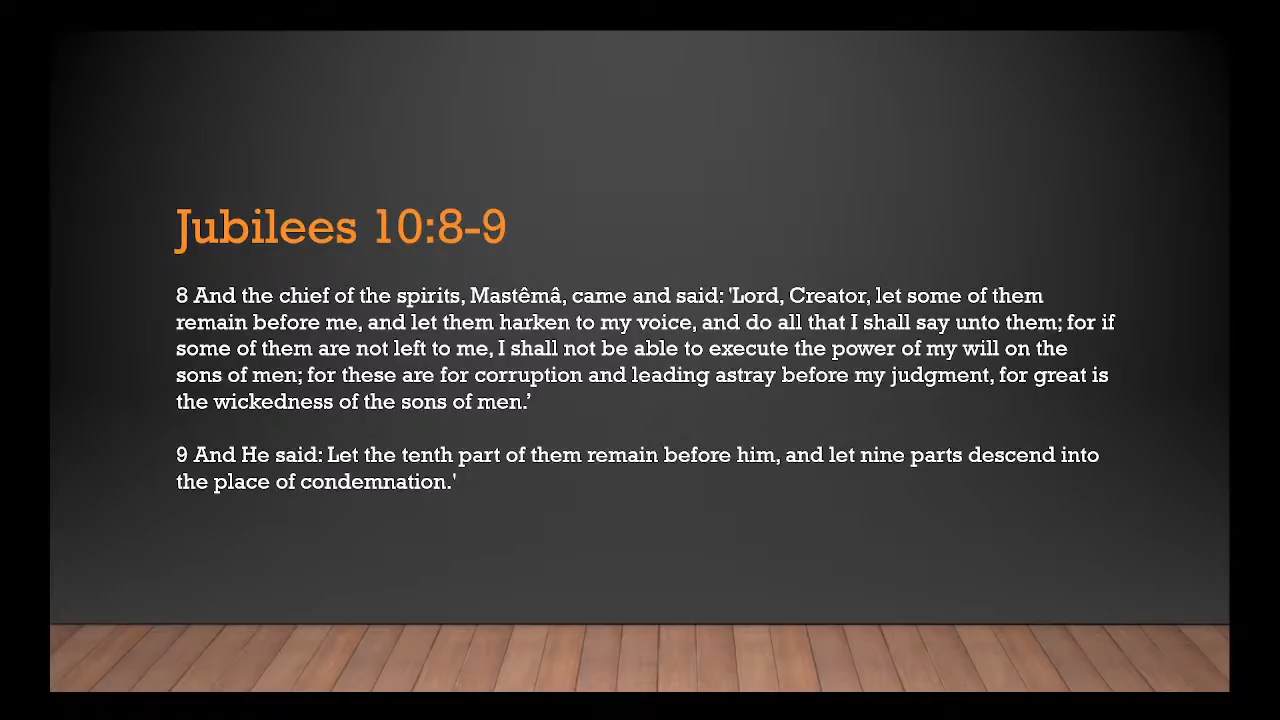 Jubilees 10:8-9
8 And the chief of the spirits, Mastêmâ, came and said: 'Lord, Creator, let some of them
remain before me, and let them harken to my voice, and do all that I shall say unto them; for if
some of them are not left to me, I shall not be able to execute the power of my will on the
sons of men; for these are for corruption and leading astray before my judgment, for great is
the wickedness of the sons of men.’
9 And He said: Let the tenth part of them remain before him, and let nine parts descend into
the place of condemnation.'